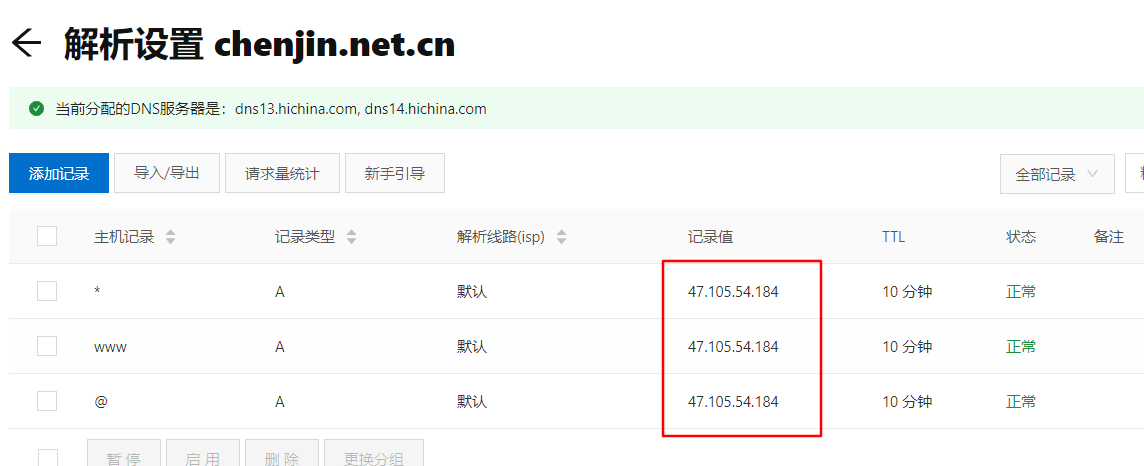 解析设置 chenjin.net.cn
当前分配的DNS服务器是：dns13.hichina.com, dns14.hichina.com
添加记录 导入/导出 请求量统计 新手引导 全部记录
主机记录 记录类型 解析线路(isp) 记录值 TTL 状态 备注
* A 默认 47.105.54.184 10 分钟 正常
www A 默认 47.105.54.184 10 分钟 正常
@ A 默认 47.105.54.184 10 分钟 正常
暂停 启用 删除 更换分组